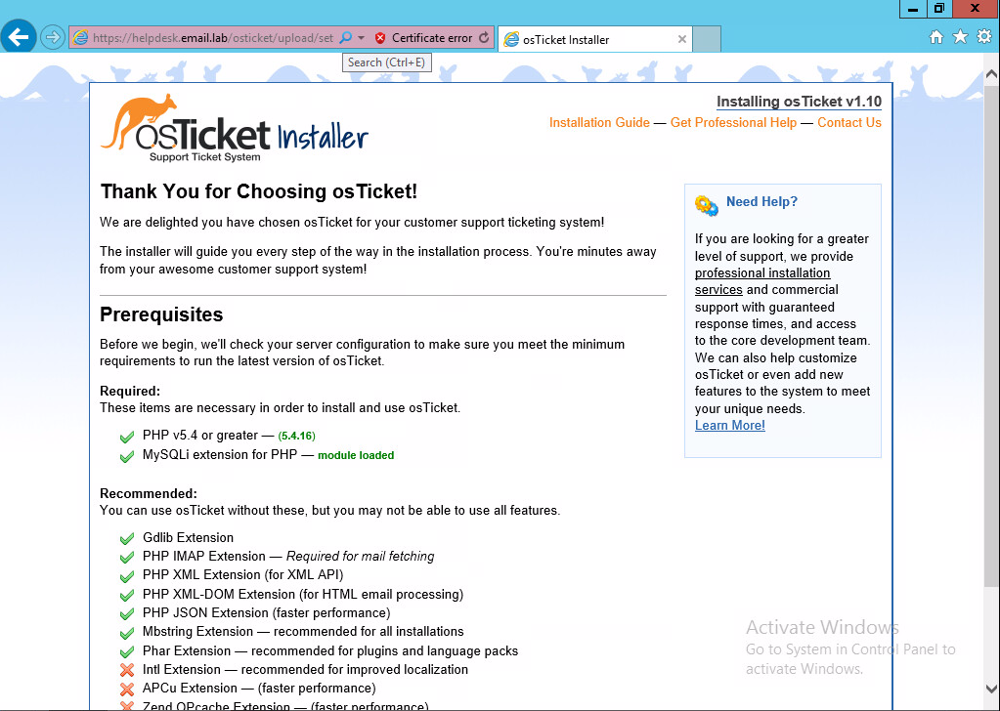 https://helpdesk.email.lab/osticket/upload/set
Certificate error
osTicket Installer
Search (Ctrl+E)
osTicket Installer
Support Ticket System
Installing osTicket v1.10
Installation Guide — Get Professional Help — Contact Us
Thank You for Choosing osTicket!
We are delighted you have chosen osTicket for your customer support ticketing system!
The installer will guide you every step of the way in the installation process. You're minutes away
from your awesome customer support system!
Prerequisites
Before we begin, we'll check your server configuration to make sure you meet the minimum
requirements to run the latest version of osTicket.
Required:
These items are necessary in order to install and use osTicket.
PHP v5.4 or greater — (5.4.16)
MySQLi extension for PHP — module loaded
Recommended:
You can use osTicket without these, but you may not be able to use all features.
Gdlib Extension
PHP IMAP Extension — Required for mail fetching
PHP XML Extension (for XML API)
PHP XML-DOM Extension (for HTML email processing)
PHP JSON Extension (faster performance)
Mbstring Extension — recommended for all installations
Phar Extension — recommended for plugins and language packs
Intl Extension — recommended for improved localization
APCu Extension — (faster performance)
Zend OPcache Extension — (faster performance)
Need Help?
If you are looking for a greater
level of support, we provide
professional installation
services and commercial
support with guaranteed
response times, and access
to the core development team.
We can also help customize
osTicket or even add new
features to the system to meet
your unique needs.
Learn More!
Activate Windows
Go to System in Control Panel to
activate Windows.